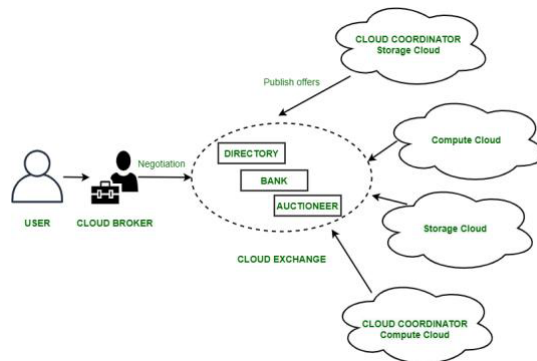 CLOUD COORDINATOR
Storage Cloud
Publish offers
Compute Cloud
DIRECTORY
Negotiation
BANK
AUCTIONEER
USER
CLOUD BROKER
Storage Cloud
CLOUD EXCHANGE
CLOUD COORDINATOR
Compute Cloud